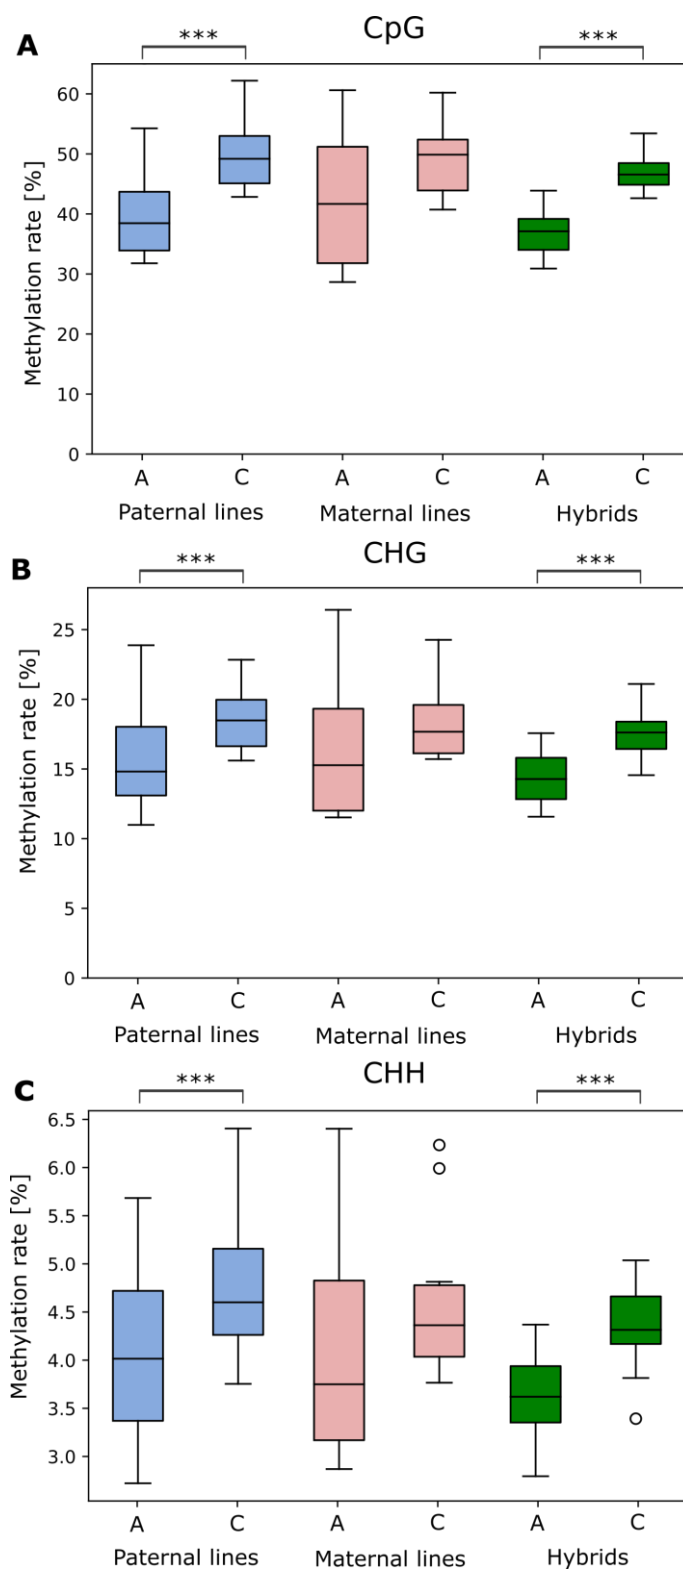 A
CpG
***
***
Methylation rate [%]
60
50
40
30
20
10
0
A C A C A C
Paternal lines Maternal lines Hybrids
B
CHG
***
***
Methylation rate [%]
25
20
15
10
5
0
A C A C A C
Paternal lines Maternal lines Hybrids
C
CHH
***
***
Methylation rate [%]
6.5
6.0
5.5
5.0
4.5
4.0
3.5
3.0
A C A C A C
Paternal lines Maternal lines Hybrids